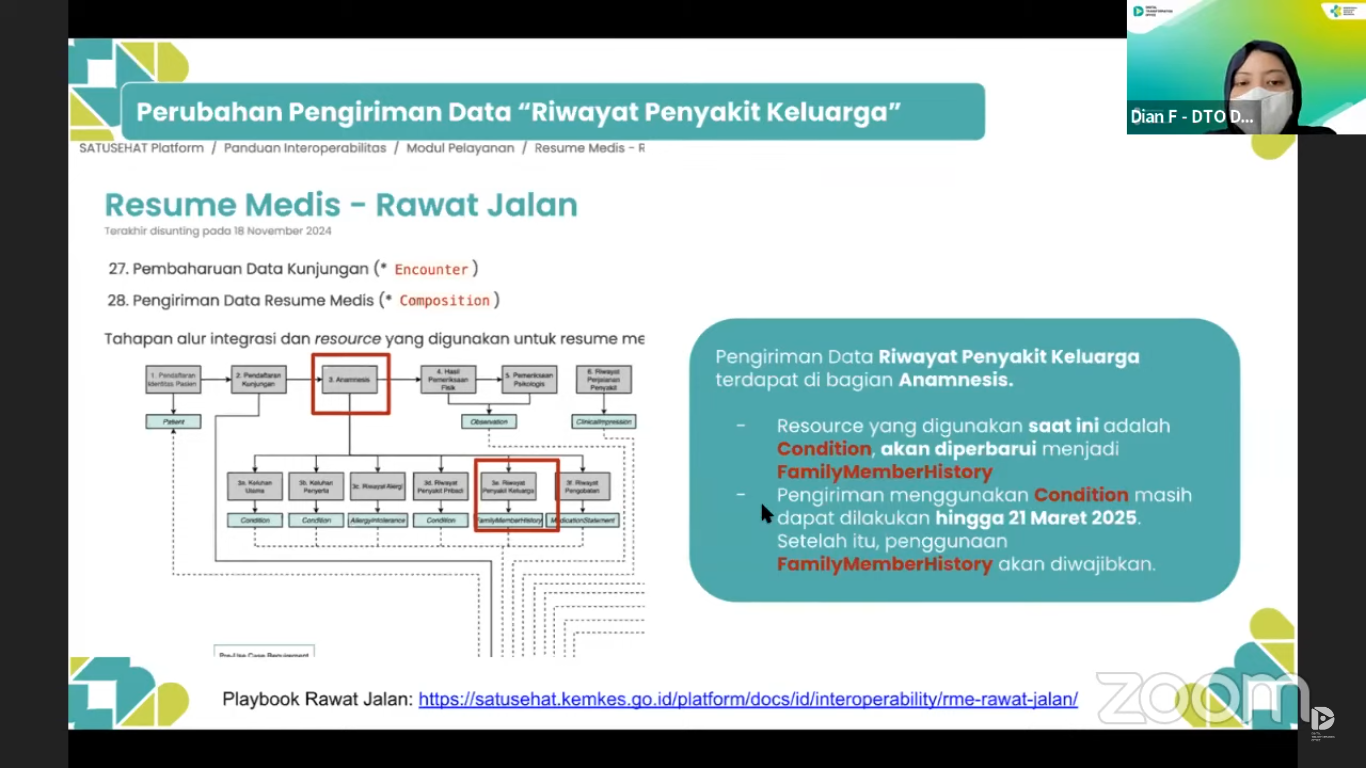 Perubahan Pengiriman Data “Riwayat Penyakit Keluarga”
Dian F - DTO D...
SATUSEHAT Platform / Panduan Interoperabilitas / Modul Pelayanan / Resume Medis - R
Resume Medis - Rawat Jalan
Terakhir disunting pada 18 November 2024
27. Pembaharuan Data Kunjungan (* Encounter )
28. Pengiriman Data Resume Medis (* Composition )
Tahapan alur integrasi dan resource yang digunakan untuk resume me
1. Pendaftaran Identitas Pasien
2. Pendaftaran Kunjungan
3. Anamnesis
4. Hasil Pemeriksaan Fisik
5. Pemeriksaan Psikologis
6. Riwayat Perjalanan Penyakit
Patient
Observation
ClinicalImpression
3a. Keluhan Utama
3b. Keluhan Penyerta
3c. Riwayat Alergi
3d. Riwayat Penyakit Pribadi
3e. Riwayat Penyakit Keluarga
3f. Riwayat Pengobatan
Condition
Condition
AllergyIntolerance
Condition
FamilyMemberHistory
MedicationStatement
Pre-Use Case Requirement
Pengiriman Data Riwayat Penyakit Keluarga
terdapat di bagian Anamnesis.
- Resource yang digunakan saat ini adalah
Condition, akan diperbarui menjadi
FamilyMemberHistory
- Pengiriman menggunakan Condition masih
dapat dilakukan hingga 21 Maret 2025.
Setelah itu, penggunaan
FamilyMemberHistory akan diwajibkan.
Playbook Rawat Jalan: https://satusehat.kemkes.go.id/platform/docs/id/interoperability/rme-rawat-jalan/
zoom